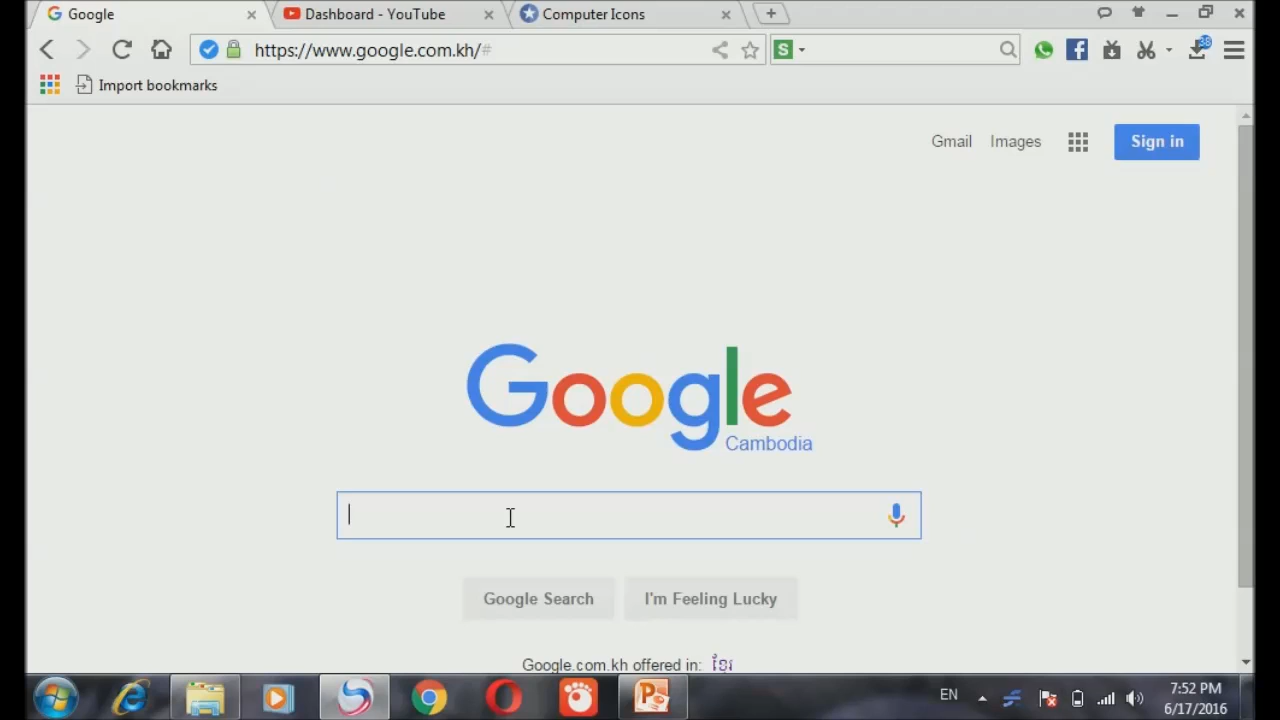 Google
Dashboard - YouTube
Computer Icons
https://www.google.com.kh/#
S
38
Import bookmarks
Gmail Images Sign in
Google
Cambodia
Google Search I'm Feeling Lucky
Google.com.kh offered in: ខ្មែរ
EN
7:52 PM
6/17/2016